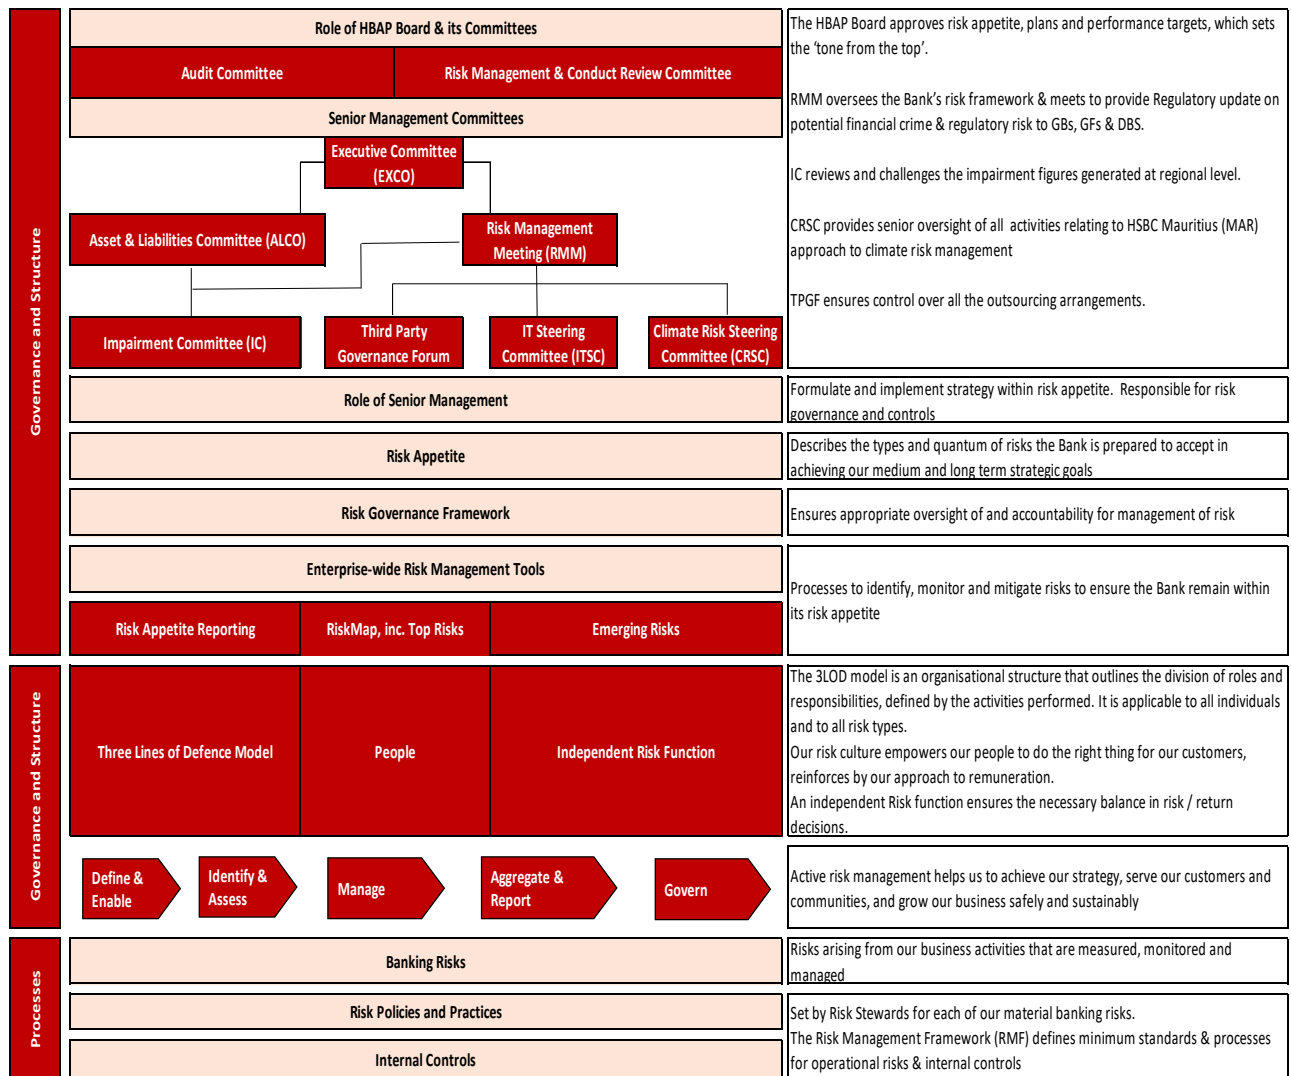 Governance and Structure
Role of HBAP Board & its Committees
Audit Committee
Risk Management & Conduct Review Committee
Senior Management Committees
Executive Committee
(EXCO)
Asset & Liabilities Committee (ALCO)
Risk Management
Meeting (RMM)
Impairment Committee (IC)
Third Party
Governance Forum
IT Steering
Committee (ITSC)
Climate Risk Steering
Committee (CRSC)
The HBAP Board approves risk appetite, plans and performance targets, which sets
the ‘tone from the top’.
RMM oversees the Bank’s risk framework & meets to provide Regulatory update on
potential financial crime & regulatory risk to GBs, GFs & DBS.
IC reviews and challenges the impairment figures generated at regional level.
CRSC provides senior oversight of all activities relating to HSBC Mauritius (MAR)
approach to climate risk management
TPGF ensures control over all the outsourcing arrangements.
Role of Senior Management
Formulate and implement strategy within risk appetite. Responsible for risk
governance and controls
Risk Appetite
Describes the types and quantum of risks the Bank is prepared to accept in
achieving our medium and long term strategic goals
Risk Governance Framework
Ensures appropriate oversight of and accountability for management of risk
Enterprise-wide Risk Management Tools
Risk Appetite Reporting
RiskMap, inc. Top Risks
Emerging Risks
Processes to identify, monitor and mitigate risks to ensure the Bank remain within
its risk appetite
Governance and Structure
Three Lines of Defence Model
People
Independent Risk Function
The 3LOD model is an organisational structure that outlines the division of roles and
responsibilities, defined by the activities performed. It is applicable to all individuals
and to all risk types.
Our risk culture empowers our people to do the right thing for our customers,
reinforces by our approach to remuneration.
An independent Risk function ensures the necessary balance in risk / return
decisions.
Define &
Enable
Identify &
Assess
Manage
Aggregate &
Report
Govern
Active risk management helps us to achieve our strategy, serve our customers and
communities, and grow our business safely and sustainably
Processes
Banking Risks
Risks arising from our business activities that are measured, monitored and
managed
Risk Policies and Practices
Internal Controls
Set by Risk Stewards for each of our material banking risks.
The Risk Management Framework (RMF) defines minimum standards & processes
for operational risks & internal controls